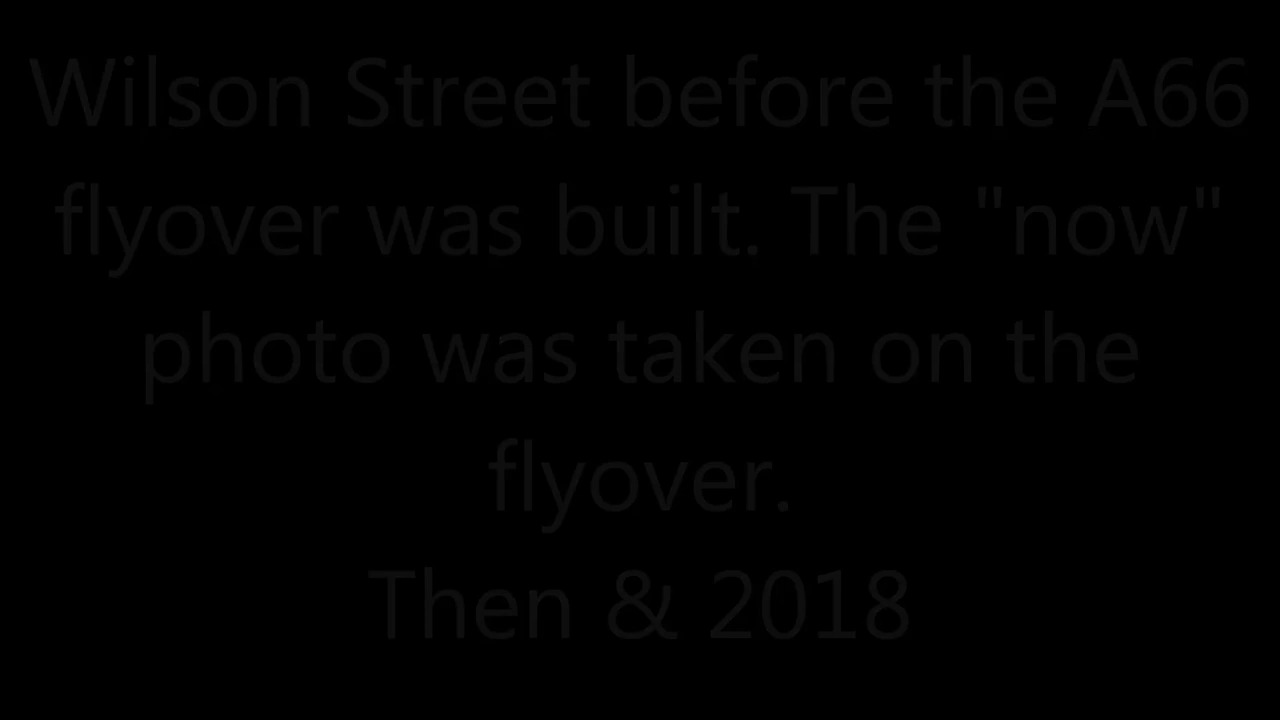 Wilson Street before the A66
flyover was built. The "now"
photo was taken on the
flyover.
Then & 2018